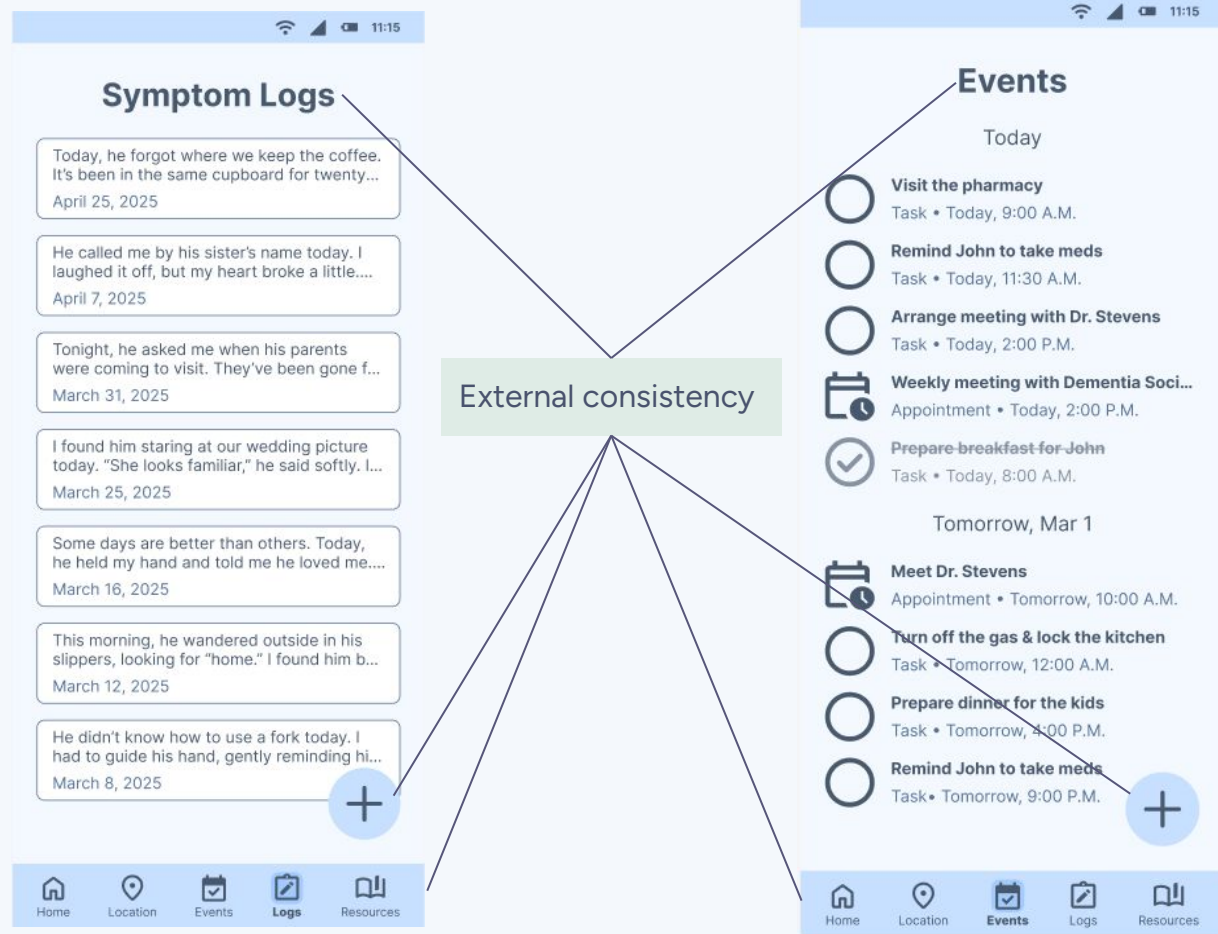 11:15
Symptom Logs
Today, he forgot where we keep the coffee.
It's been in the same cupboard for twenty...
April 25, 2025
He called me by his sister's name today. I
laughed it off, but my heart broke a little....
April 7, 2025
Tonight, he asked me when his parents
were coming to visit. They've been gone f...
March 31, 2025
I found him staring at our wedding picture
today. “She looks familiar,” he said softly. I...
March 25, 2025
Some days are better than others. Today,
he held my hand and told me he loved me....
March 16, 2025
This morning, he wandered outside in his
slippers, looking for “home.” I found him b...
March 12, 2025
He didn't know how to use a fork today. I
had to guide his hand, gently reminding hi...
March 8, 2025
Home
Location
Events
Logs
Resources
External consistency
11:15
Events
Today
Visit the pharmacy
Task • Today, 9:00 A.M.
Remind John to take meds
Task • Today, 11:30 A.M.
Arrange meeting with Dr. Stevens
Task • Today, 2:00 P.M.
Weekly meeting with Dementia Soci...
Appointment • Today, 2:00 P.M.
Prepare breakfast for John
Task • Today, 8:00 A.M.
Tomorrow, Mar 1
Meet Dr. Stevens
Appointment • Tomorrow, 10:00 A.M.
Turn off the gas & lock the kitchen
Task • Tomorrow, 12:00 A.M.
Prepare dinner for the kids
Task • Tomorrow, 4:00 P.M.
Remind John to take meds
Task• Tomorrow, 9:00 P.M.
Home
Location
Events
Logs
Resources